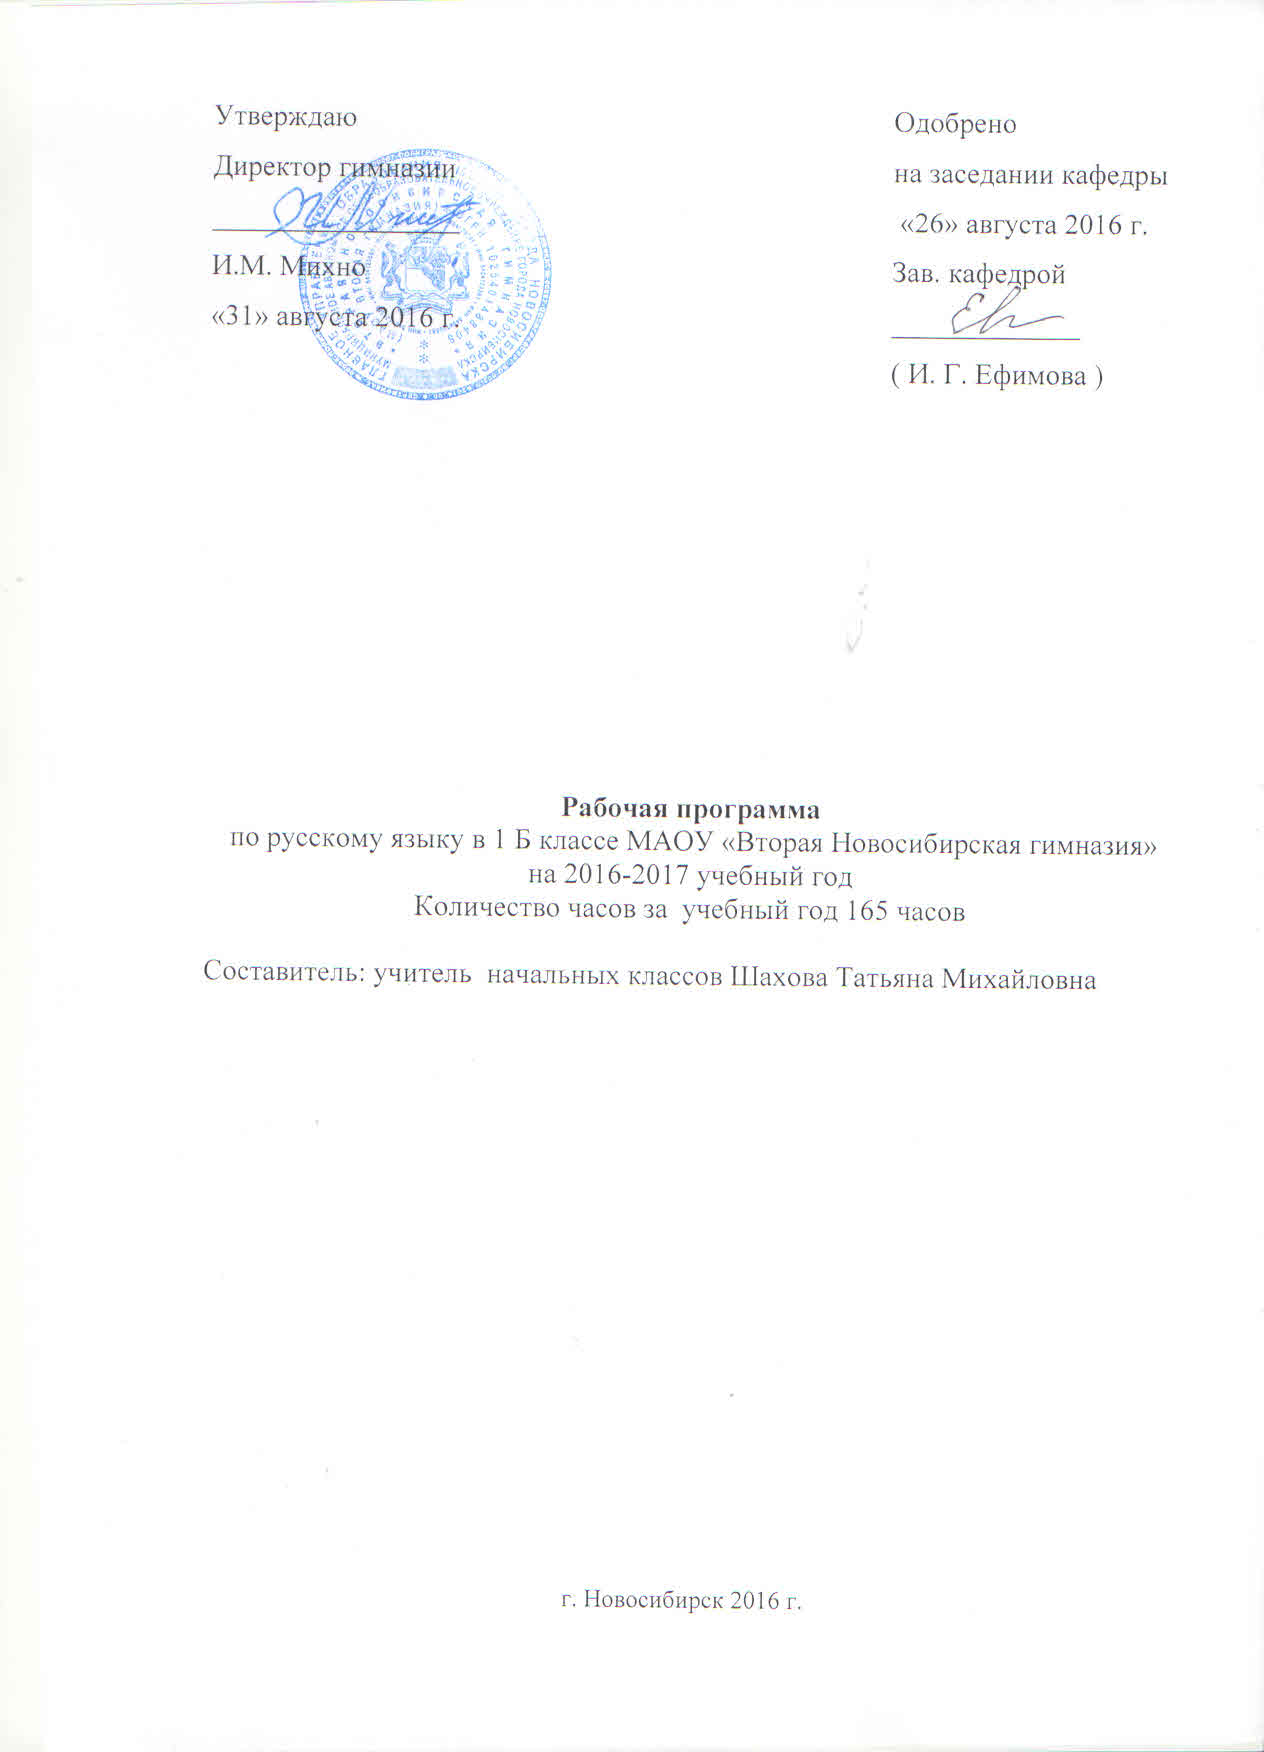 Утверждаю
Директор гимназии
И.М. Михно
«31» августа 2016 г.
Одобрено
на заседании кафедры
«26» августа 2016 г.
Зав. кафедрой
( И. Г. Ефимова )
Рабочая программа
по русскому языку в 1 Б классе МАОУ «Вторая Новосибирская гимназия»
на 2016-2017 учебный год
Количество часов за учебный год 165 часов
Составитель: учитель начальных классов Шахова Татьяна Михайловна
г. Новосибирск 2016 г.